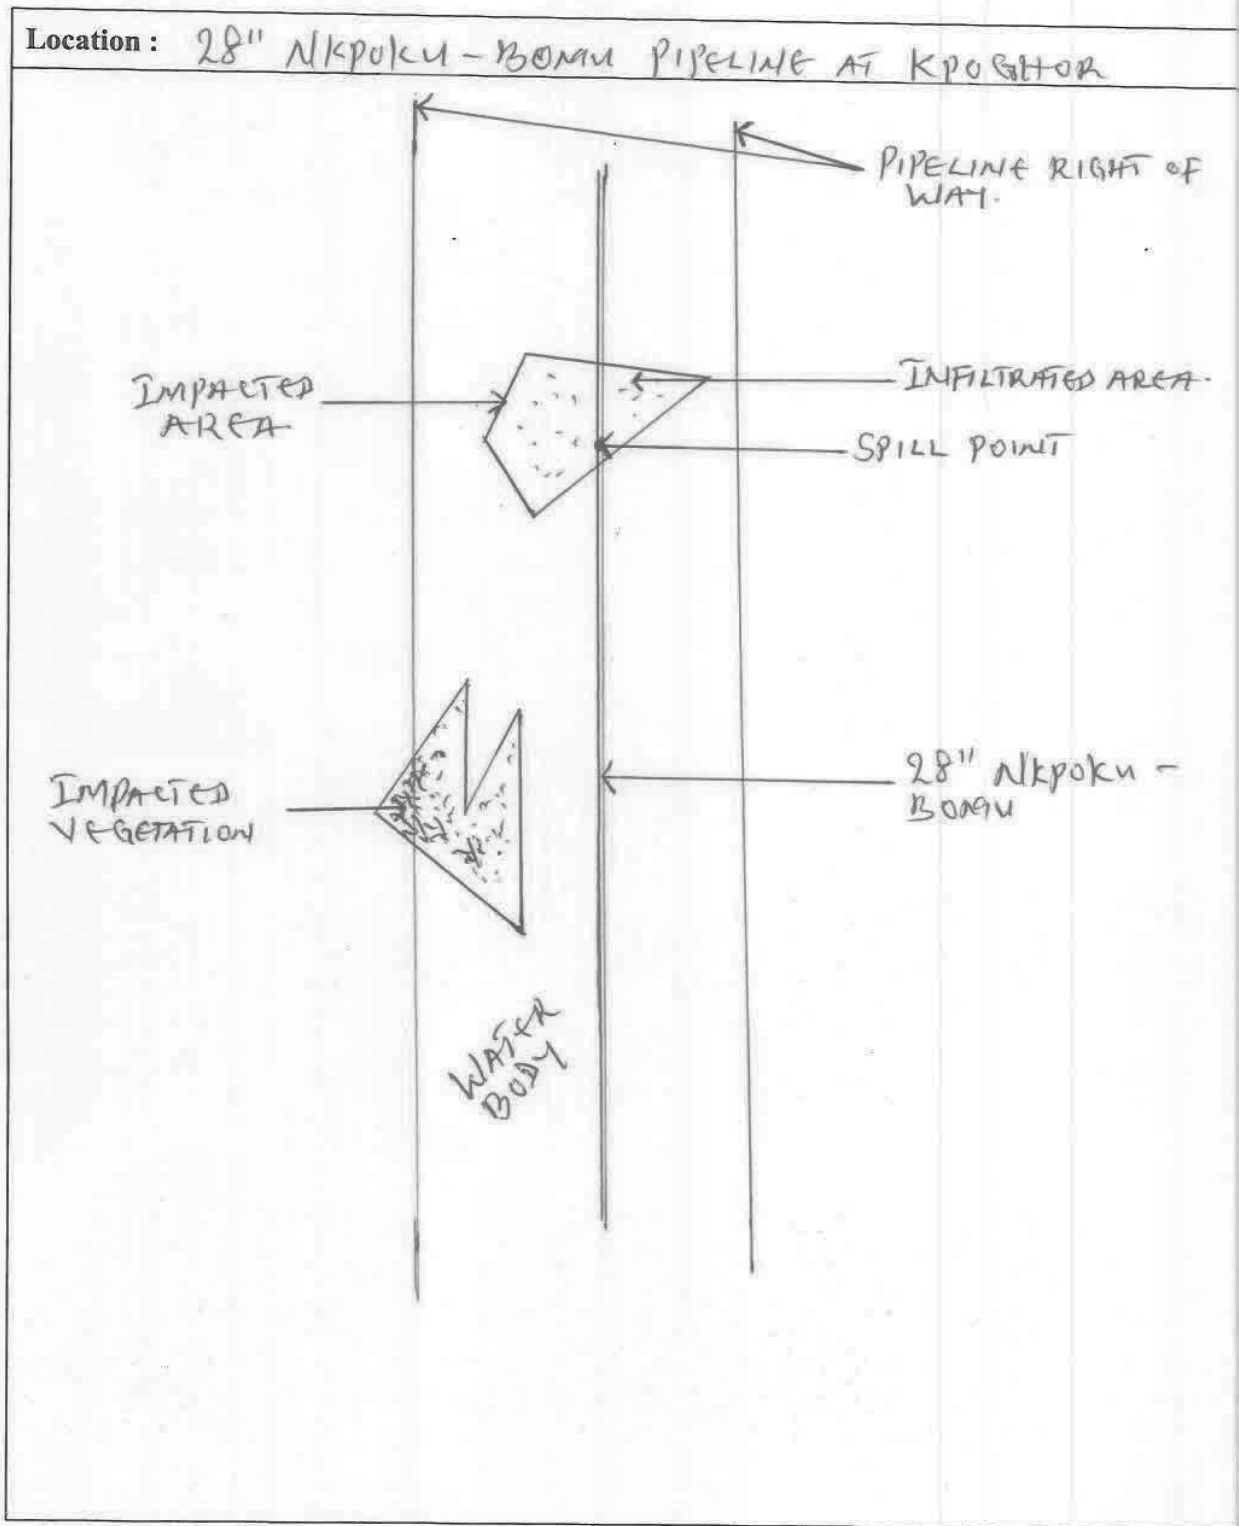 Location : 28" NKPOKU - BOMU PIPELINE AT KPOGHOR
PIPELINE RIGHT OF
WAY.
IMPACTED
AREA.
INFILTRATED AREA.
SPILL POINT
IMPACTED
VEGETATION
28" NKPOKU -
BOMU
WATER
BODY